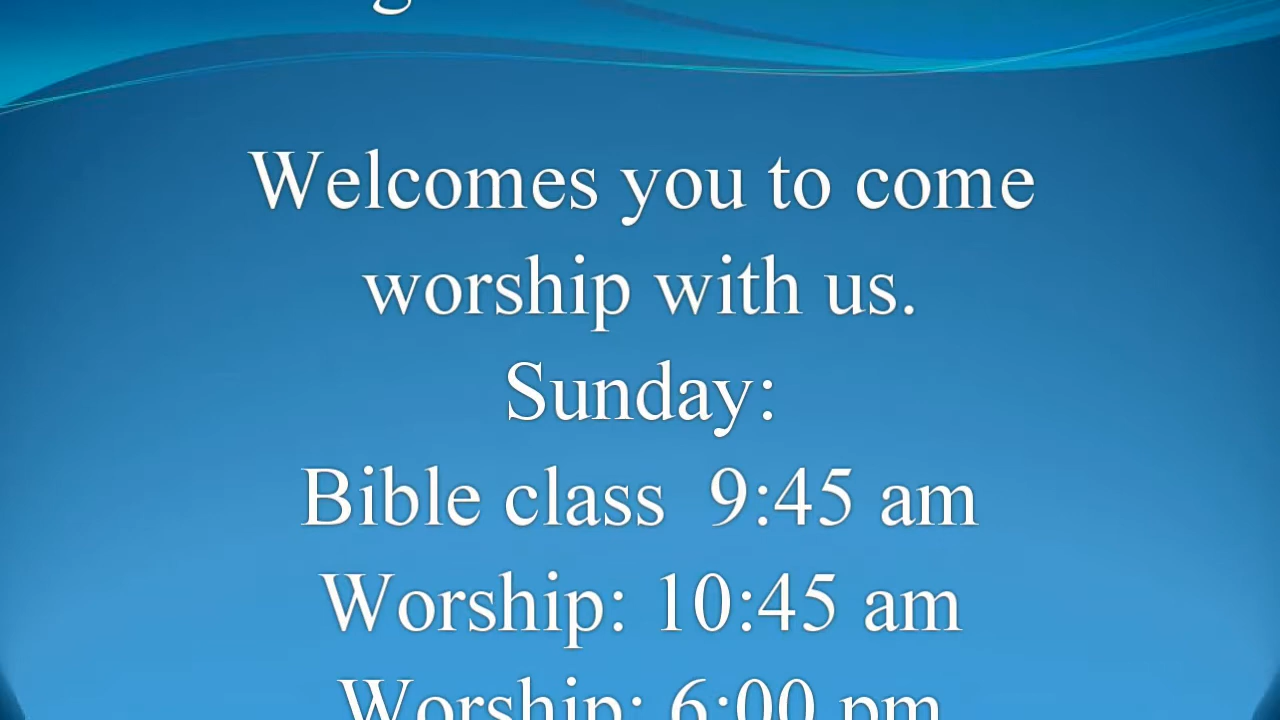 Welcomes you to come
worship with us.
Sunday:
Bible class  9:45 am
Worship: 10:45 am
Worship: 6:00 pm